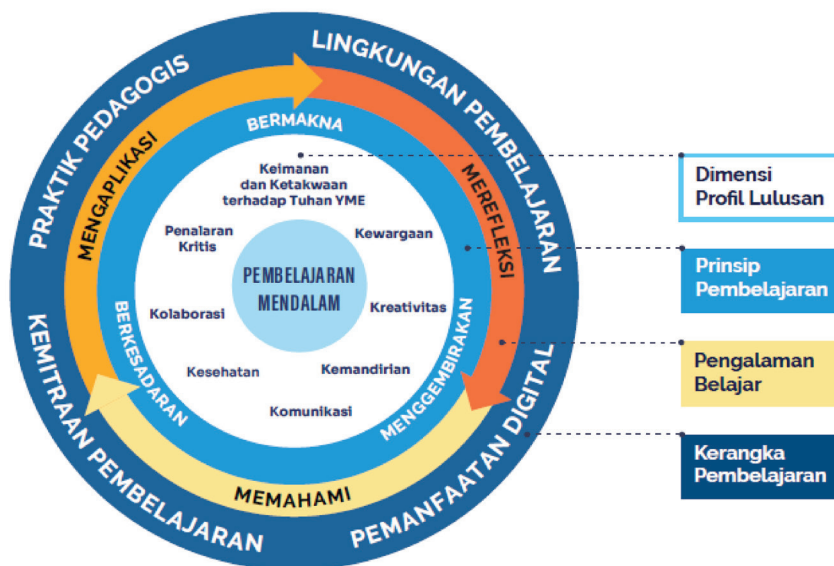 PRAKTIK PEDAGOGIS
LINGKUNGAN PEMBELAJARAN
MENGAPLIKASI
MEREFLEKSI
BERMAKNA
Keimanan
dan Ketakwaan
terhadap Tuhan YME
Penalaran
Kritis
Kewargaan
PEMBELAJARAN
MENDALAM
Kolaborasi
Kreativitas
Kesehatan
Kemandirian
Komunikasi
BERKESADARAN
MENGGEMBIRAKAN
MEMAHAMI
KEMITRAAN PEMBELAJARAN
PEMANFAATAN DIGITAL
Dimensi
Profil Lulusan
Prinsip
Pembelajaran
Pengalaman
Belajar
Kerangka
Pembelajaran